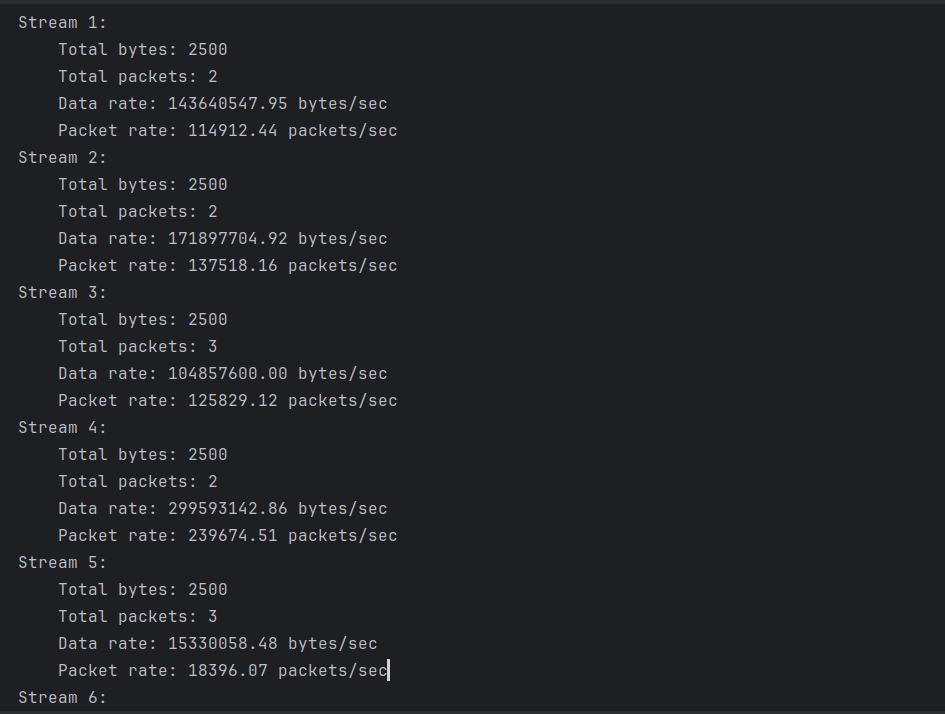 Stream 1:
Total bytes: 2500
Total packets: 2
Data rate: 143640547.95 bytes/sec
Packet rate: 114912.44 packets/sec
Stream 2:
Total bytes: 2500
Total packets: 2
Data rate: 171897704.92 bytes/sec
Packet rate: 137518.16 packets/sec
Stream 3:
Total bytes: 2500
Total packets: 3
Data rate: 104857600.00 bytes/sec
Packet rate: 125829.12 packets/sec
Stream 4:
Total bytes: 2500
Total packets: 2
Data rate: 299593142.86 bytes/sec
Packet rate: 239674.51 packets/sec
Stream 5:
Total bytes: 2500
Total packets: 3
Data rate: 15330058.48 bytes/sec
Packet rate: 18396.07 packets/sec
Stream 6: